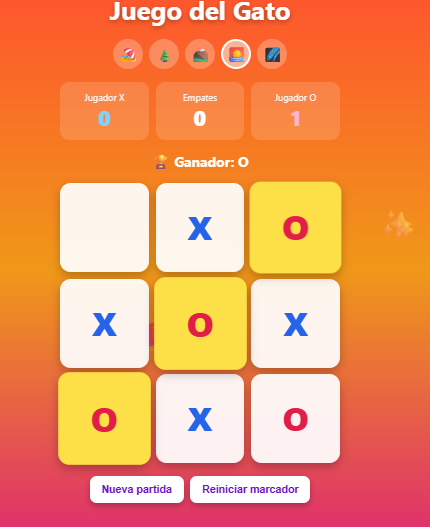 Juego del Gato
Jugador X
Empates
Jugador O
0
0
1
Ganador: O
X
O
X
O
X
O
X
O
Nueva partida
Reiniciar marcador